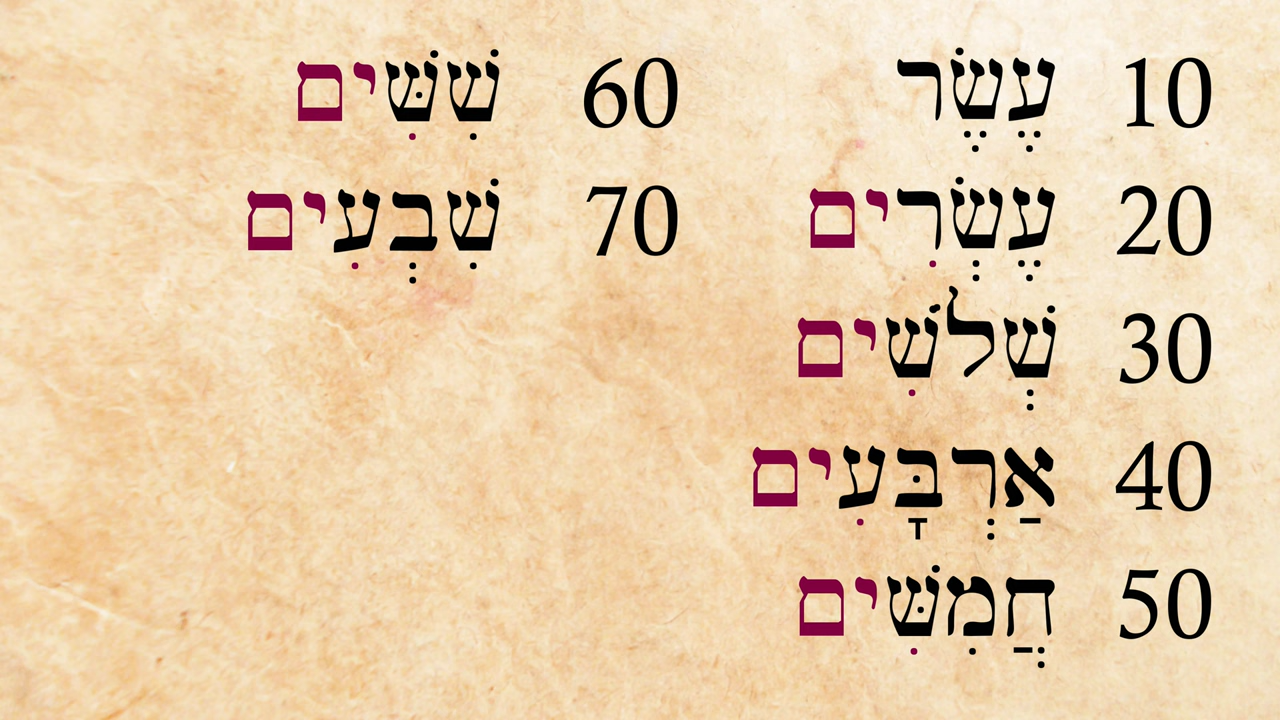 10 עֶשֶׂר
20 עֶשְׂרִים
30 שְׁלֹשִׁים
40 אַרְבָּעִים
50 חֲמִשִּׁים
60 שִׁשִּׁים
70 שִׁבְעִים